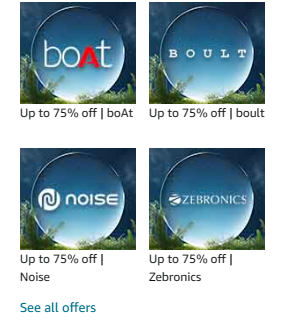 boAt
BOULT
Up to 75% off | boAt
Up to 75% off | boult
NOISE
ZEBRONICS
Up to 75% off |
Noise
Up to 75% off |
Zebronics
See all offers